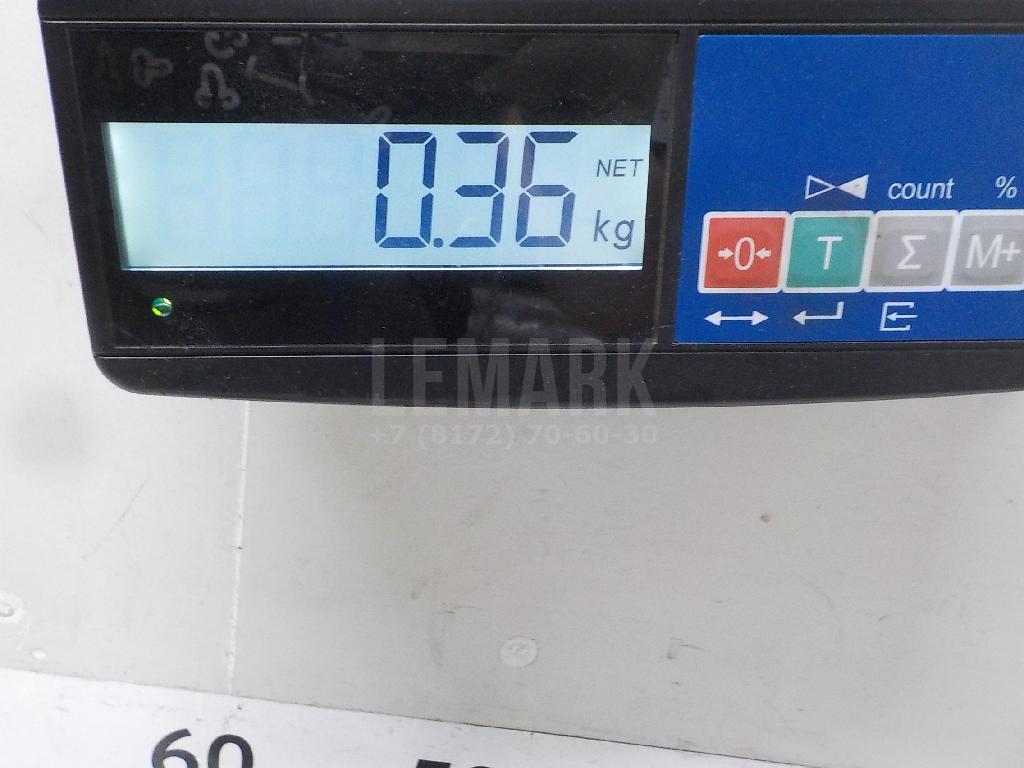 0.36
NET
kg
count %
→0← T Σ M+
LEMARK
+7 (8172) 70-60-30
60